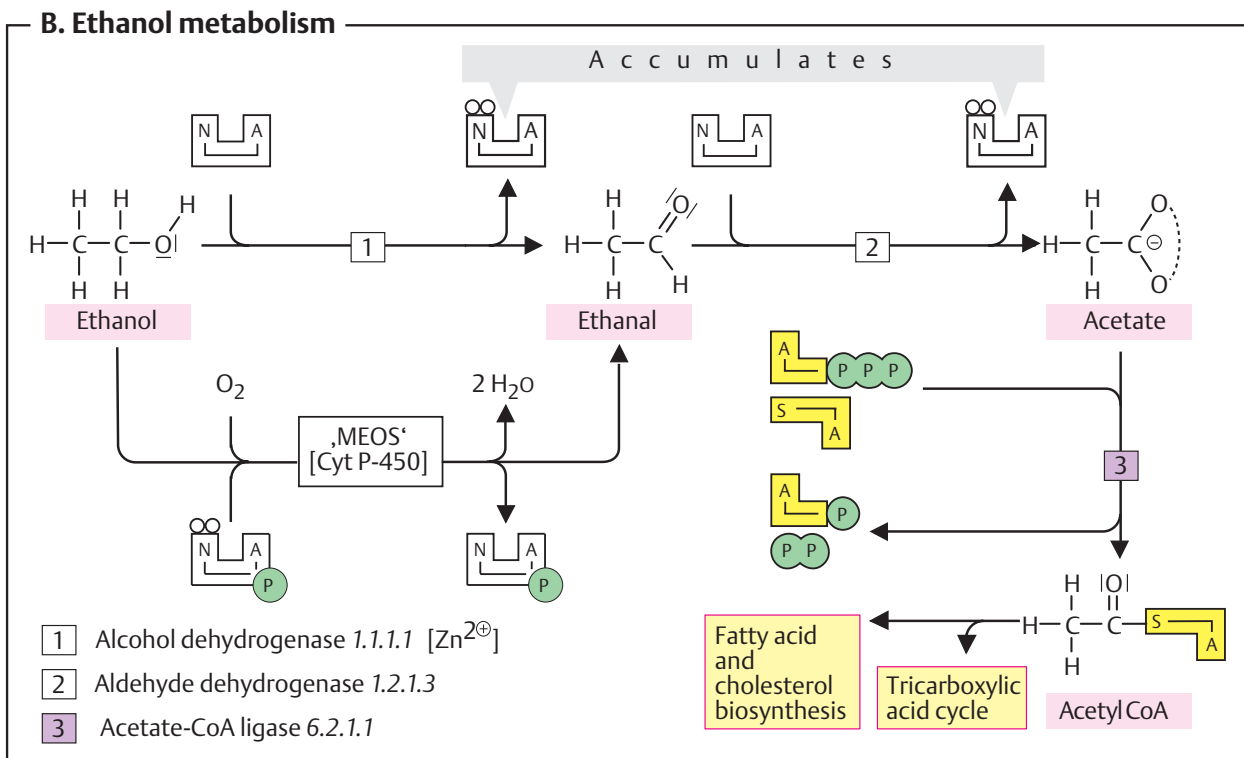 B. Ethanol metabolism
Accumulates
N A
N A
N A
N A
H H H
H C C O
H H
1
H O
H C C
H H
2
H O
H C C ⊖
H O
Ethanol
Ethanal
Acetate
O₂
2 H₂O
‚MEOS‘
[Cyt P-450]
N A
P
N A
P
A P P P
S A
3
A P
P P
H |O|
H C C S A
H
Acetyl CoA
Fatty acid
and
cholesterol
biosynthesis
Tricarboxylic
acid cycle
1 Alcohol dehydrogenase 1.1.1.1 [Zn²⊕]
2 Aldehyde dehydrogenase 1.2.1.3
3 Acetate-CoA ligase 6.2.1.1